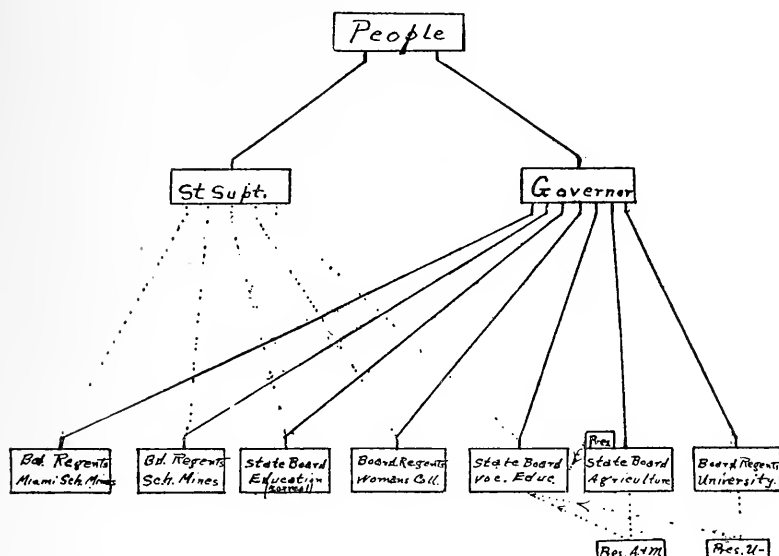 People
St Supt.
Governor
Bd. Regents
Miami Sch Mines
Bd. Regents
Sch. Mines
State Board
Education
Board Regents
Womans Coll.
State Board
Voc. Educ.
Pres
State Board
Agriculture
Board Regents
University.
Pres. A+M
Pres. U-